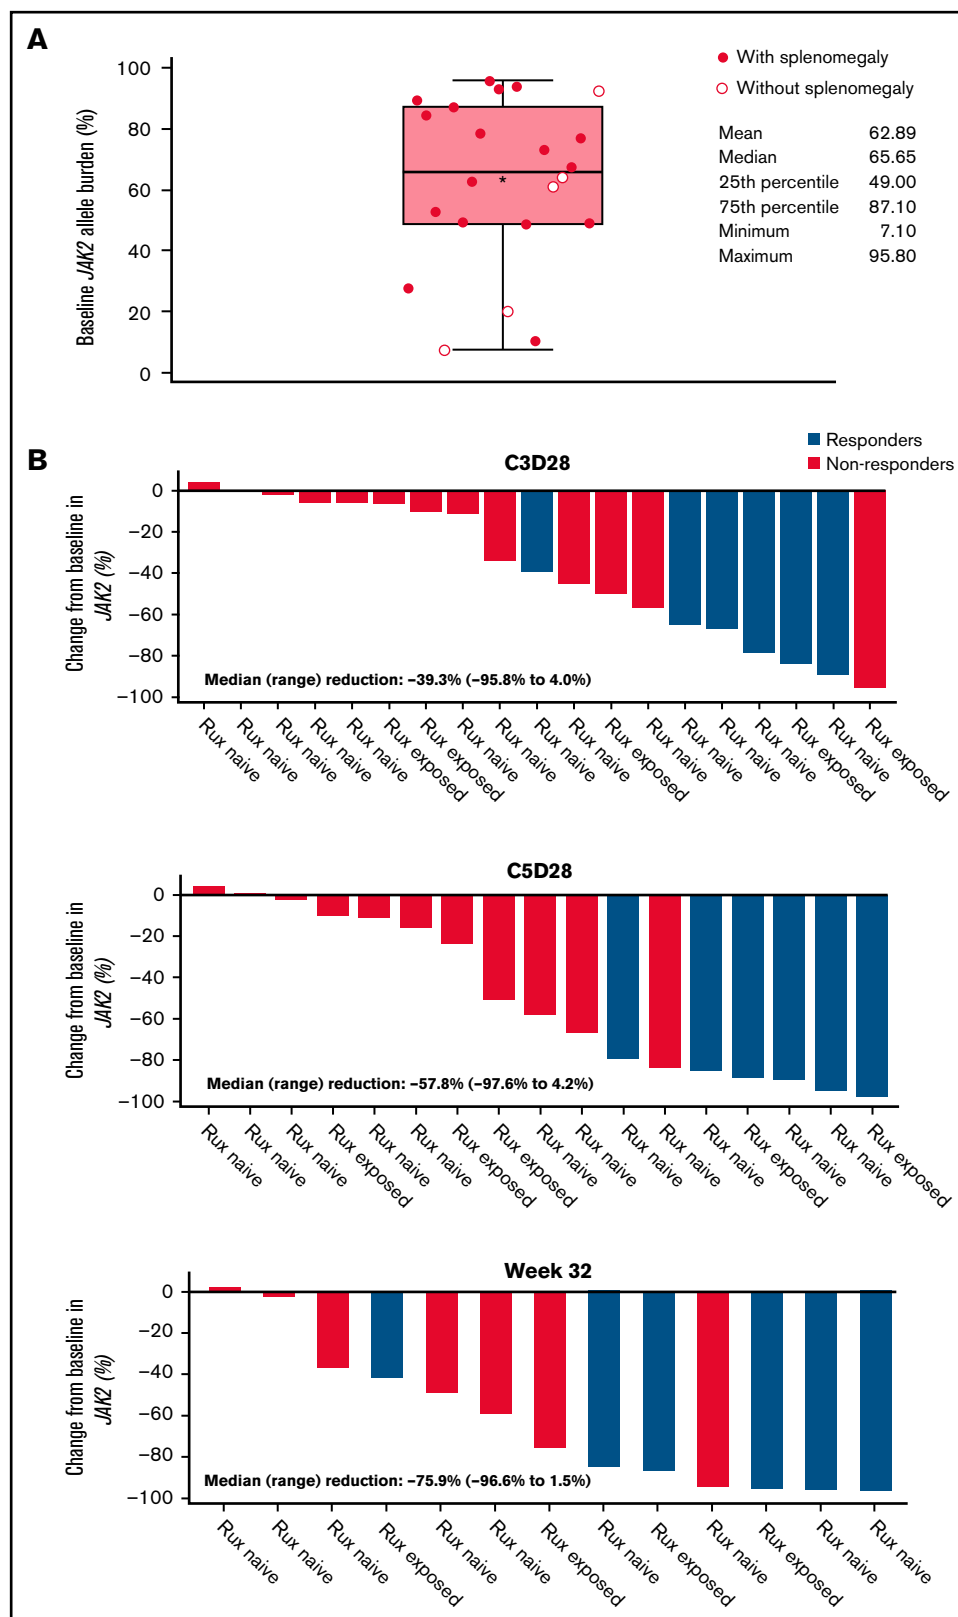 A
100
80
60
40
20
0
Baseline JAK2 allele burden (%)
*
With splenomegaly
Without splenomegaly
Mean 62.89
Median 65.65
25th percentile 49.00
75th percentile 87.10
Minimum 7.10
Maximum 95.80
B
Responders
Non-responders
C3D28
0
−20
−40
−60
−80
−100
Change from baseline in
JAK2 (%)
Median (range) reduction: −39.3% (−95.8% to 4.0%)
Rux naive
Rux naive
Rux naive
Rux naive
Rux naive
Rux exposed
Rux exposed
Rux naive
Rux naive
Rux naive
Rux naive
Rux exposed
Rux naive
Rux naive
Rux naive
Rux naive
Rux exposed
Rux naive
Rux exposed
C5D28
0
−20
−40
−60
−80
−100
Change from baseline in
JAK2 (%)
Median (range) reduction: −57.8% (−97.6% to 4.2%)
Rux naive
Rux naive
Rux naive
Rux exposed
Rux naive
Rux naive
Rux exposed
Rux exposed
Rux naive
Rux naive
Rux naive
Rux naive
Rux naive
Rux exposed
Rux naive
Rux naive
Rux exposed
Week 32
0
−20
−40
−60
−80
−100
Change from baseline in
JAK2 (%)
Median (range) reduction: −75.9% (−96.6% to 1.5%)
Rux naive
Rux naive
Rux naive
Rux exposed
Rux naive
Rux naive
Rux exposed
Rux naive
Rux exposed
Rux naive
Rux exposed
Rux naive
Rux naive